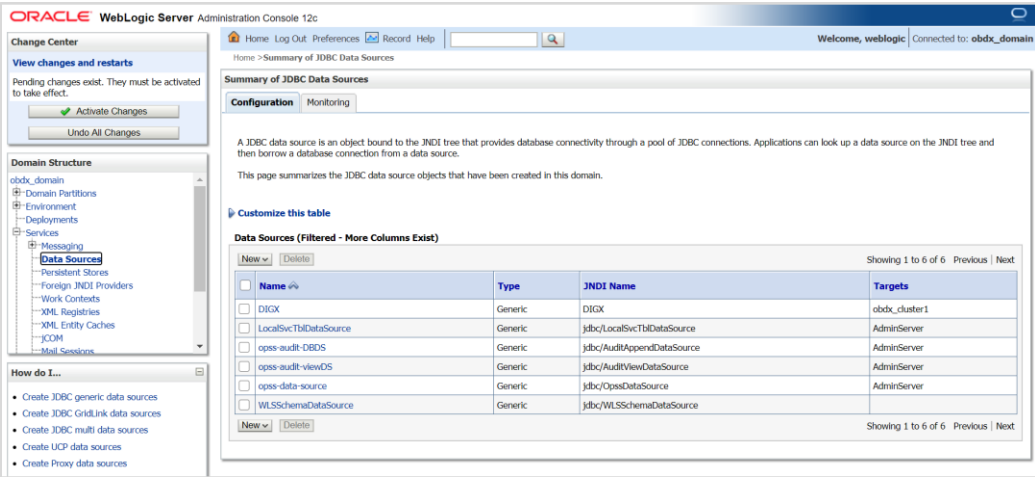 ORACLE WebLogic Server Administration Console 12c
Change Center
View changes and restarts
Pending changes exist. They must be activated
to take effect.
Activate Changes
Undo All Changes
Domain Structure
obdx_domain
Domain Partitions
Environment
Deployments
Services
Messaging
Data Sources
Persistent Stores
Foreign JNDI Providers
Work Contexts
XML Registries
XML Entity Caches
jCOM
Mail Sessions
How do I...
Create JDBC generic data sources
Create JDBC GridLink data sources
Create JDBC multi data sources
Create UCP data sources
Create Proxy data sources
Home Log Out Preferences Record Help
Welcome, weblogic Connected to: obdx_domain
Home >Summary of JDBC Data Sources
Summary of JDBC Data Sources
Configuration Monitoring
A JDBC data source is an object bound to the JNDI tree that provides database connectivity through a pool of JDBC connections. Applications can look up a data source on the JNDI tree and
then borrow a database connection from a data source.
This page summarizes the JDBC data source objects that have been created in this domain.
Customize this table
Data Sources (Filtered - More Columns Exist)
New Delete Showing 1 to 6 of 6 Previous | Next
Name Type JNDI Name Targets
DIGX Generic DIGX obdx_cluster1
LocalSvcTblDataSource Generic jdbc/LocalSvcTblDataSource AdminServer
opss-audit-DBDS Generic jdbc/AuditAppendDataSource AdminServer
opss-audit-viewDS Generic jdbc/AuditViewDataSource AdminServer
opss-data-source Generic jdbc/OpssDataSource AdminServer
WLSSchemaDataSource Generic jdbc/WLSSchemaDataSource
New Delete Showing 1 to 6 of 6 Previous | Next